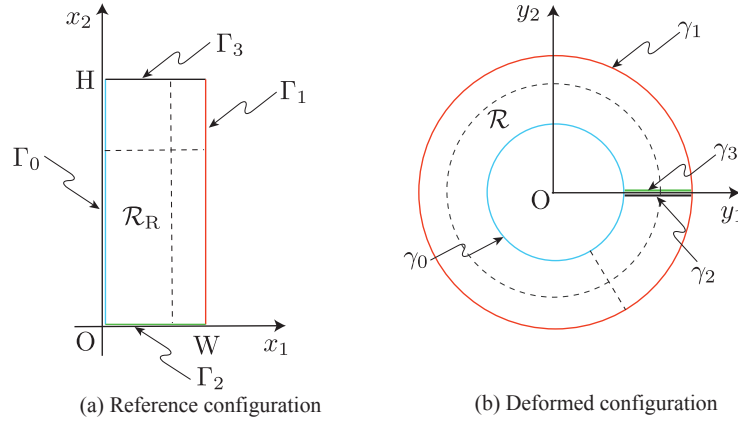 x₂
H
Γ₃
Γ₁
Γ₀
ℛ_R
O
W
x₁
Γ₂
(a) Reference configuration
y₂
γ₁
ℛ
γ₃
O
y₁
γ₀
γ₂
(b) Deformed configuration